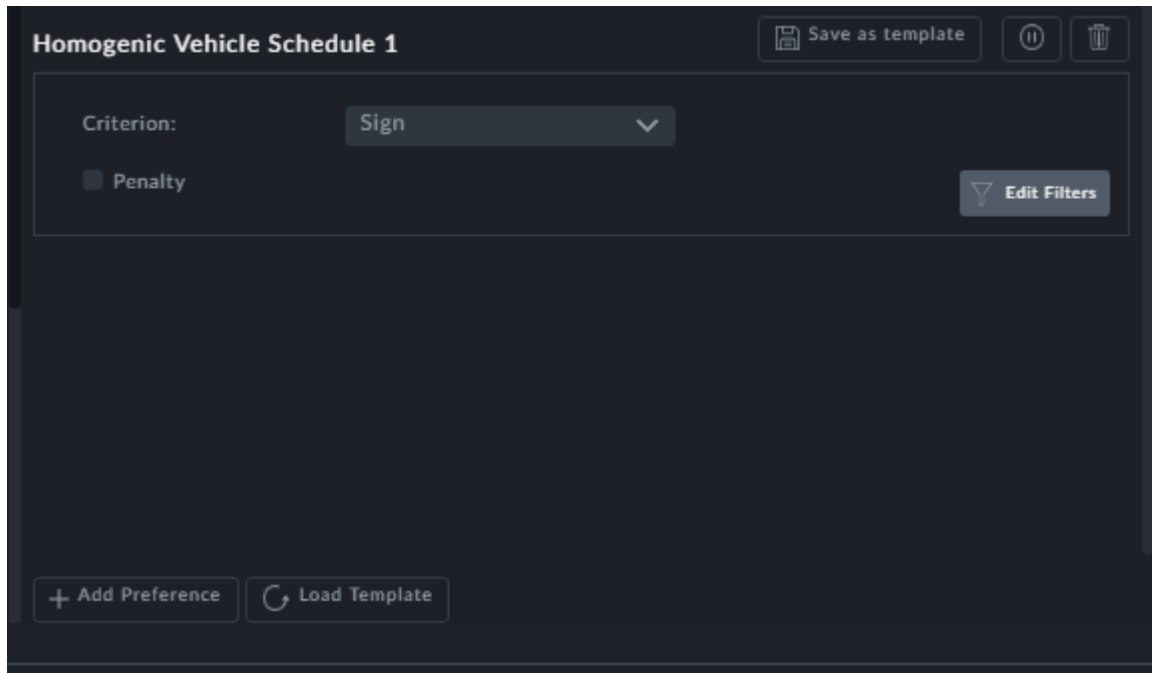 Homogenic Vehicle Schedule 1
Save as template
Criterion:
Sign
Penalty
Edit Filters
Add Preference
Load Template